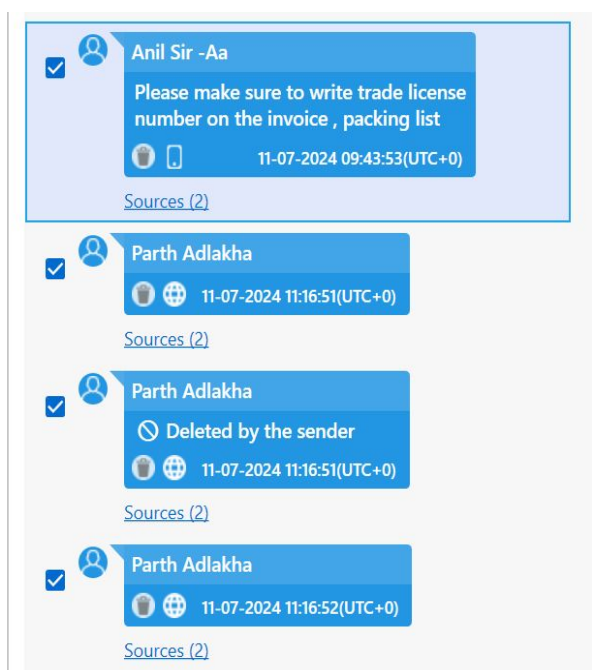 Anil Sir -Aa
Please make sure to write trade license
number on the invoice , packing list
11-07-2024 09:43:53(UTC+0)
Sources (2)
Parth Adlakha
11-07-2024 11:16:51(UTC+0)
Sources (2)
Parth Adlakha
Deleted by the sender
11-07-2024 11:16:51(UTC+0)
Sources (2)
Parth Adlakha
11-07-2024 11:16:52(UTC+0)
Sources (2)